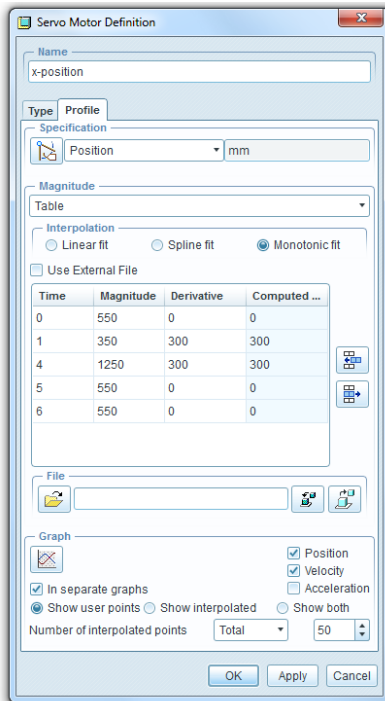 Servo Motor Definition
Name
x-position
Type Profile
Specification
Position mm
Magnitude
Table
Interpolation
Linear fit Spline fit Monotonic fit
Use External File
Time Magnitude Derivative Computed ...
0 550 0 0
1 350 300 300
4 1250 300 300
5 550 0 0
6 550 0 0
File
Graph
Position
Velocity
In separate graphs Acceleration
Show user points Show interpolated Show both
Number of interpolated points Total 50
OK Apply Cancel